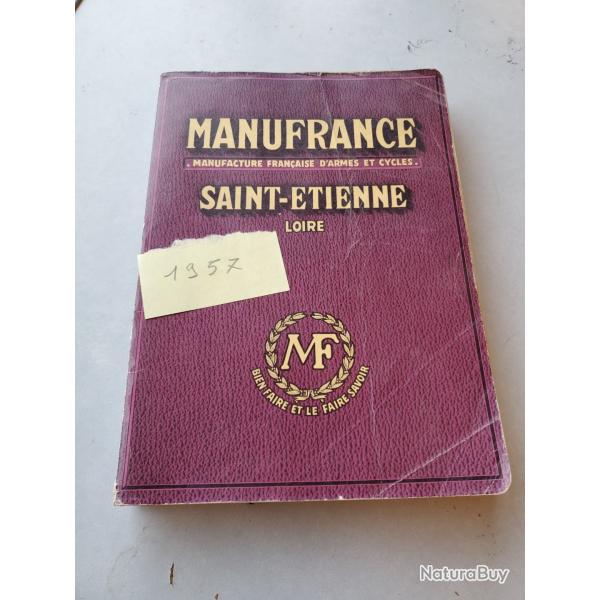 MANUFRANCE
. MANUFACTURE FRANÇAISE D'ARMES ET CYCLES .
SAINT-ETIENNE
LOIRE
1957
MF
BIEN FAIRE ET LE FAIRE SAVOIR
NaturaBuy